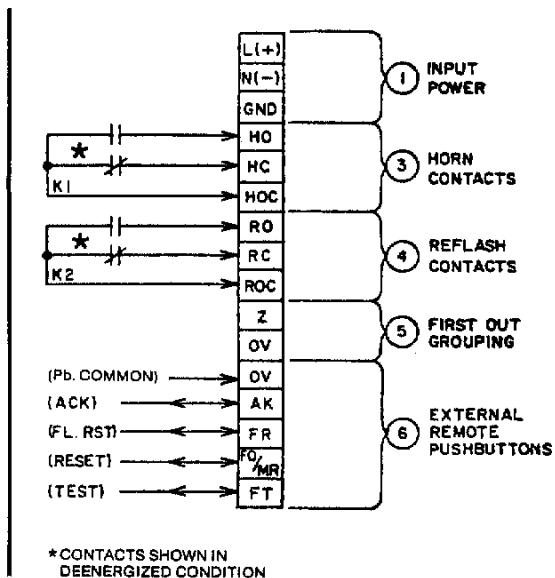 L(+)
N(-)
GND
HO
HC
HOC
RO
RC
ROC
Z
OV
OV
AK
FR
FO/MR
FT
1 INPUT
POWER
3 HORN
CONTACTS
4 REFLASH
CONTACTS
5 FIRST OUT
GROUPING
6 EXTERNAL
REMOTE
PUSHBUTTONS
*
K1
*
K2
(Pb. COMMON)
(ACK)
(FL. RST)
(RESET)
(TEST)
* CONTACTS SHOWN IN
DEENERGIZED CONDITION